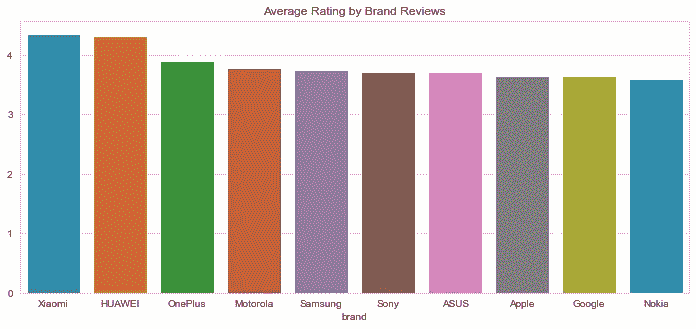 Average Rating by Brand Reviews
4
3
2
1
0
Xiaomi HUAWEI OnePlus Motorola Samsung Sony ASUS Apple Google Nokia
brand